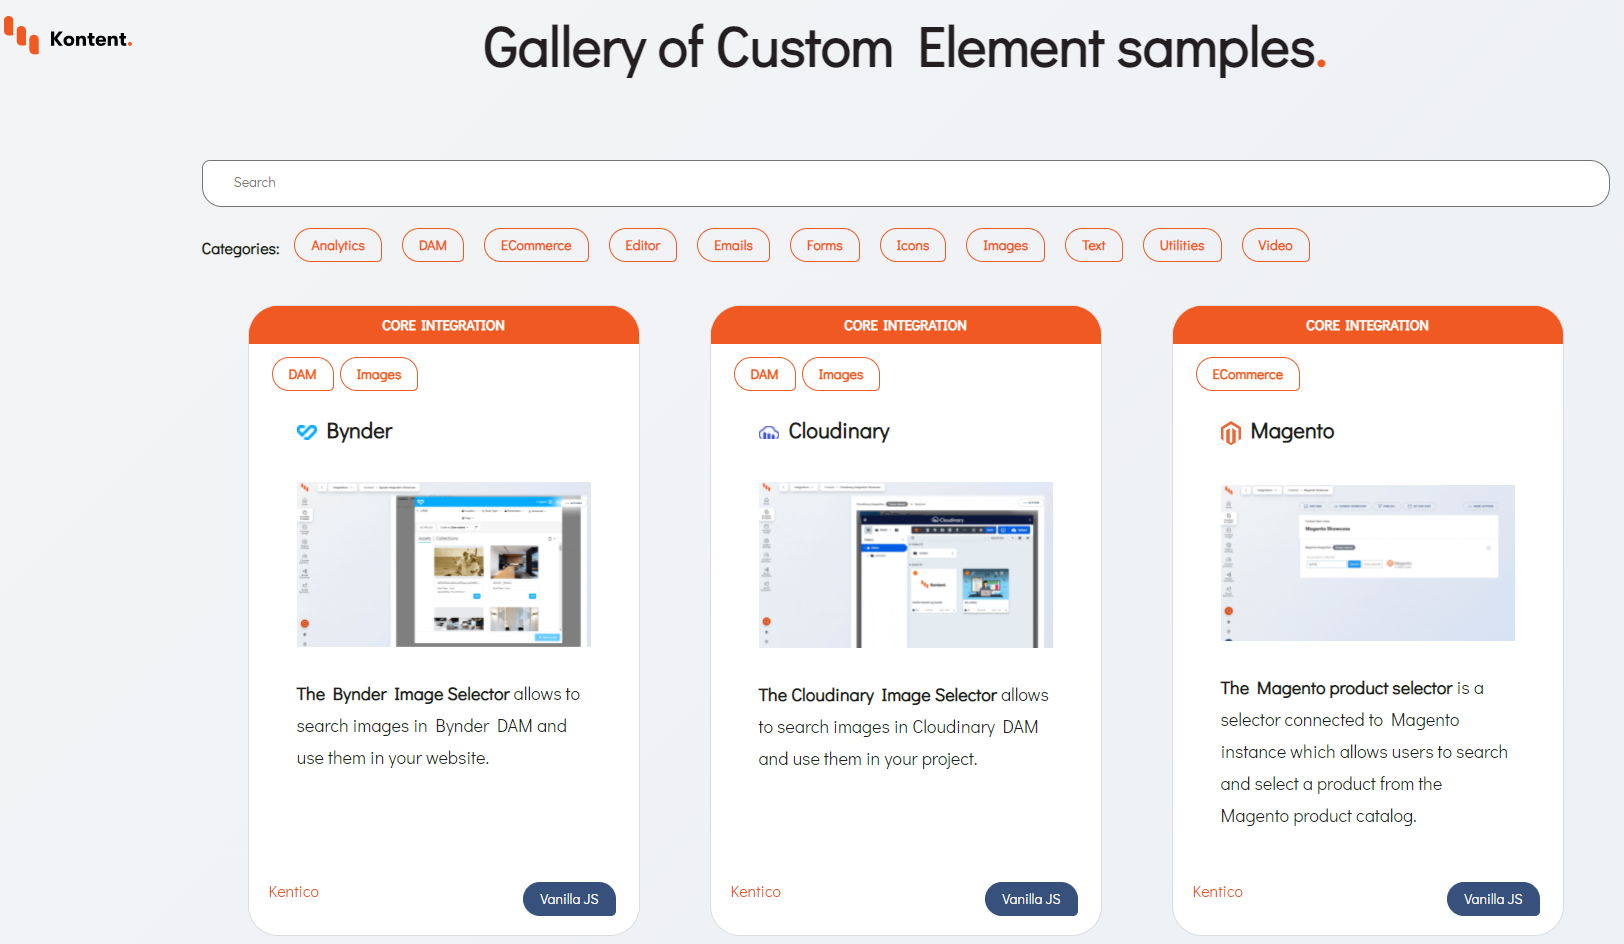 Kontent.
Gallery of Custom Element samples.
Search
Categories:
Analytics
DAM
ECommerce
Editor
Emails
Forms
Icons
Images
Text
Utilities
Video
CORE INTEGRATION
DAM
Images
Bynder
The Bynder Image Selector allows to
search images in Bynder DAM and
use them in your website.
Kentico
Vanilla JS
CORE INTEGRATION
DAM
Images
Cloudinary
Cloudinary
The Cloudinary Image Selector allows
to search images in Cloudinary DAM
and use them in your project.
Kentico
Vanilla JS
CORE INTEGRATION
ECommerce
Magento
Magento Showcase
The Magento product selector is a
selector connected to Magento
instance which allows users to search
and select a product from the
Magento product catalog.
Kentico
Vanilla JS